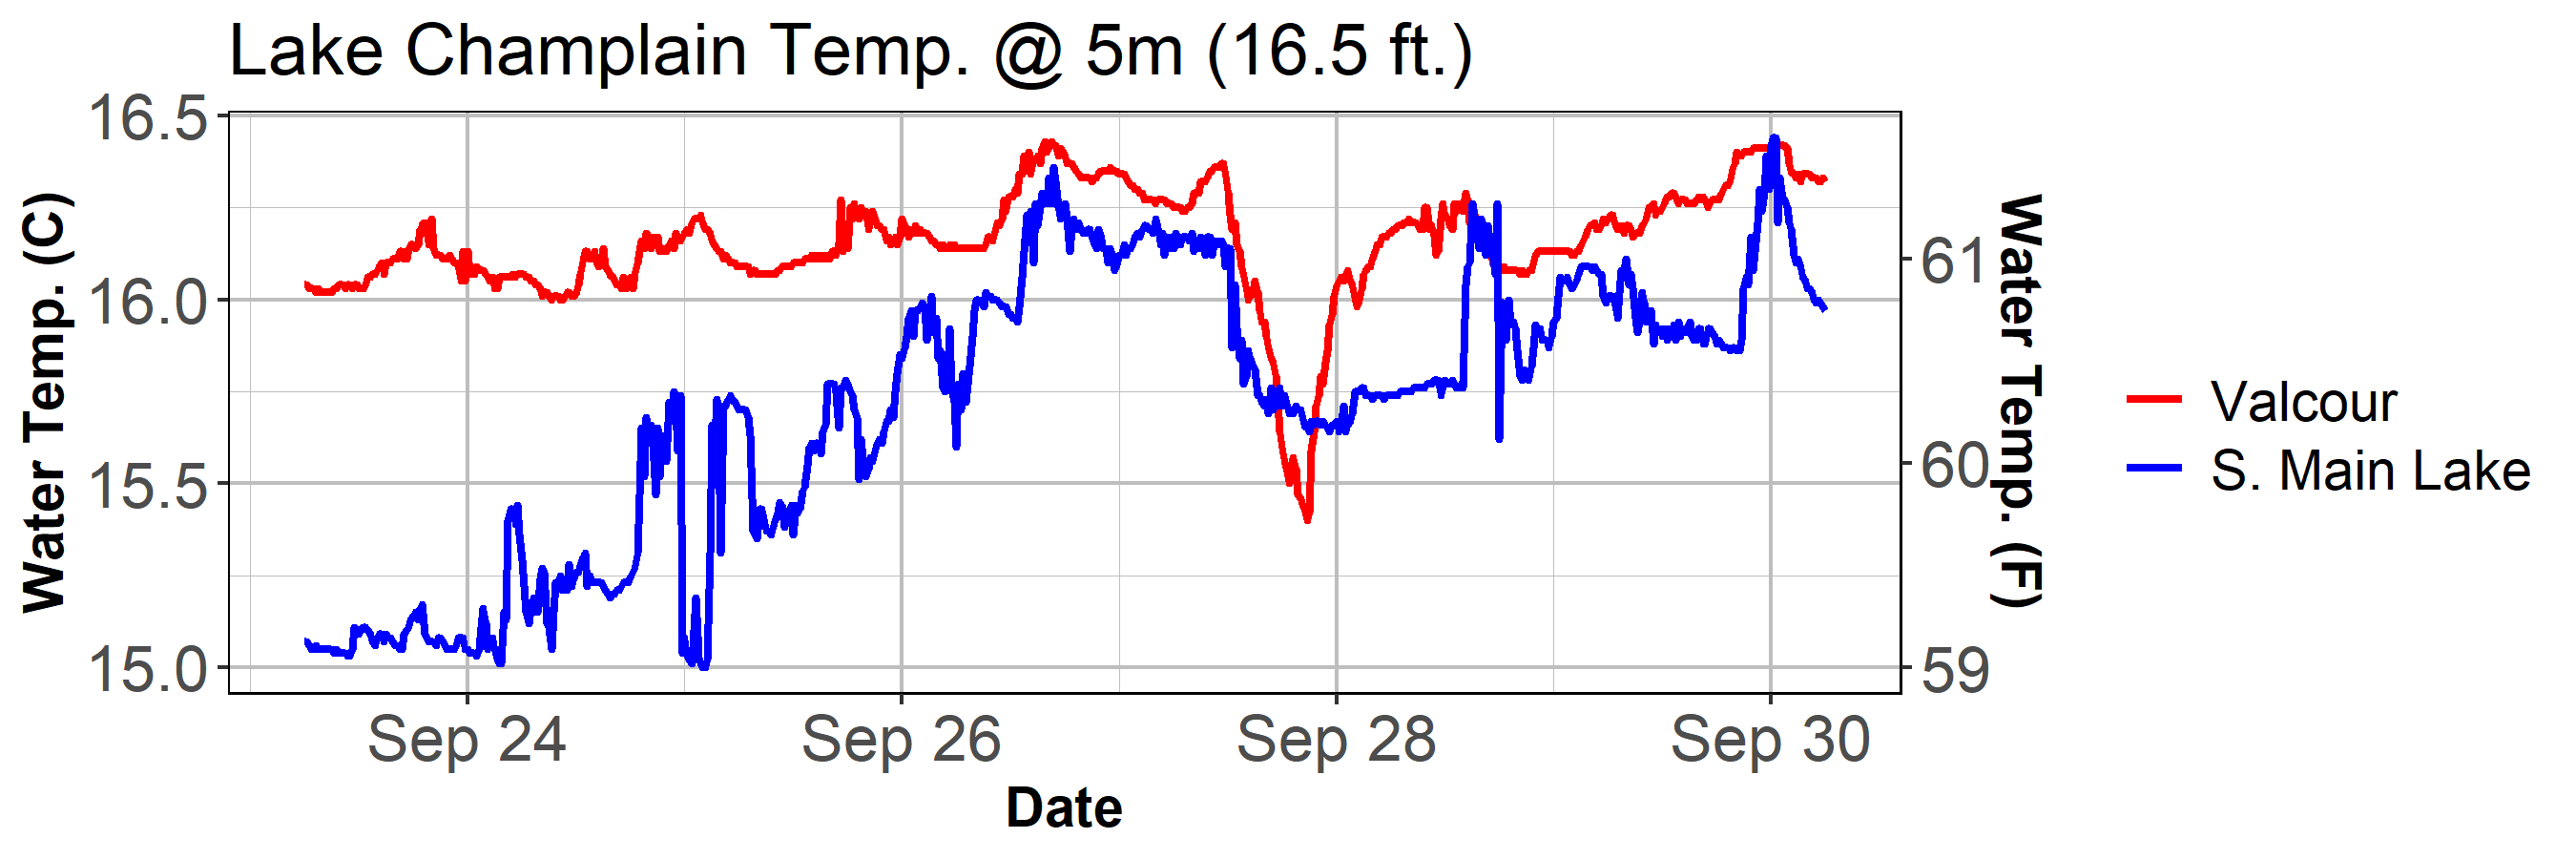 Lake Champlain Temp. @ 5m (16.5 ft.)
Water Temp. (C)
16.5
16.0
15.5
15.0
61
60
59
Water Temp. (F)
Sep 24
Sep 26
Sep 28
Sep 30
Date
Valcour
S. Main Lake